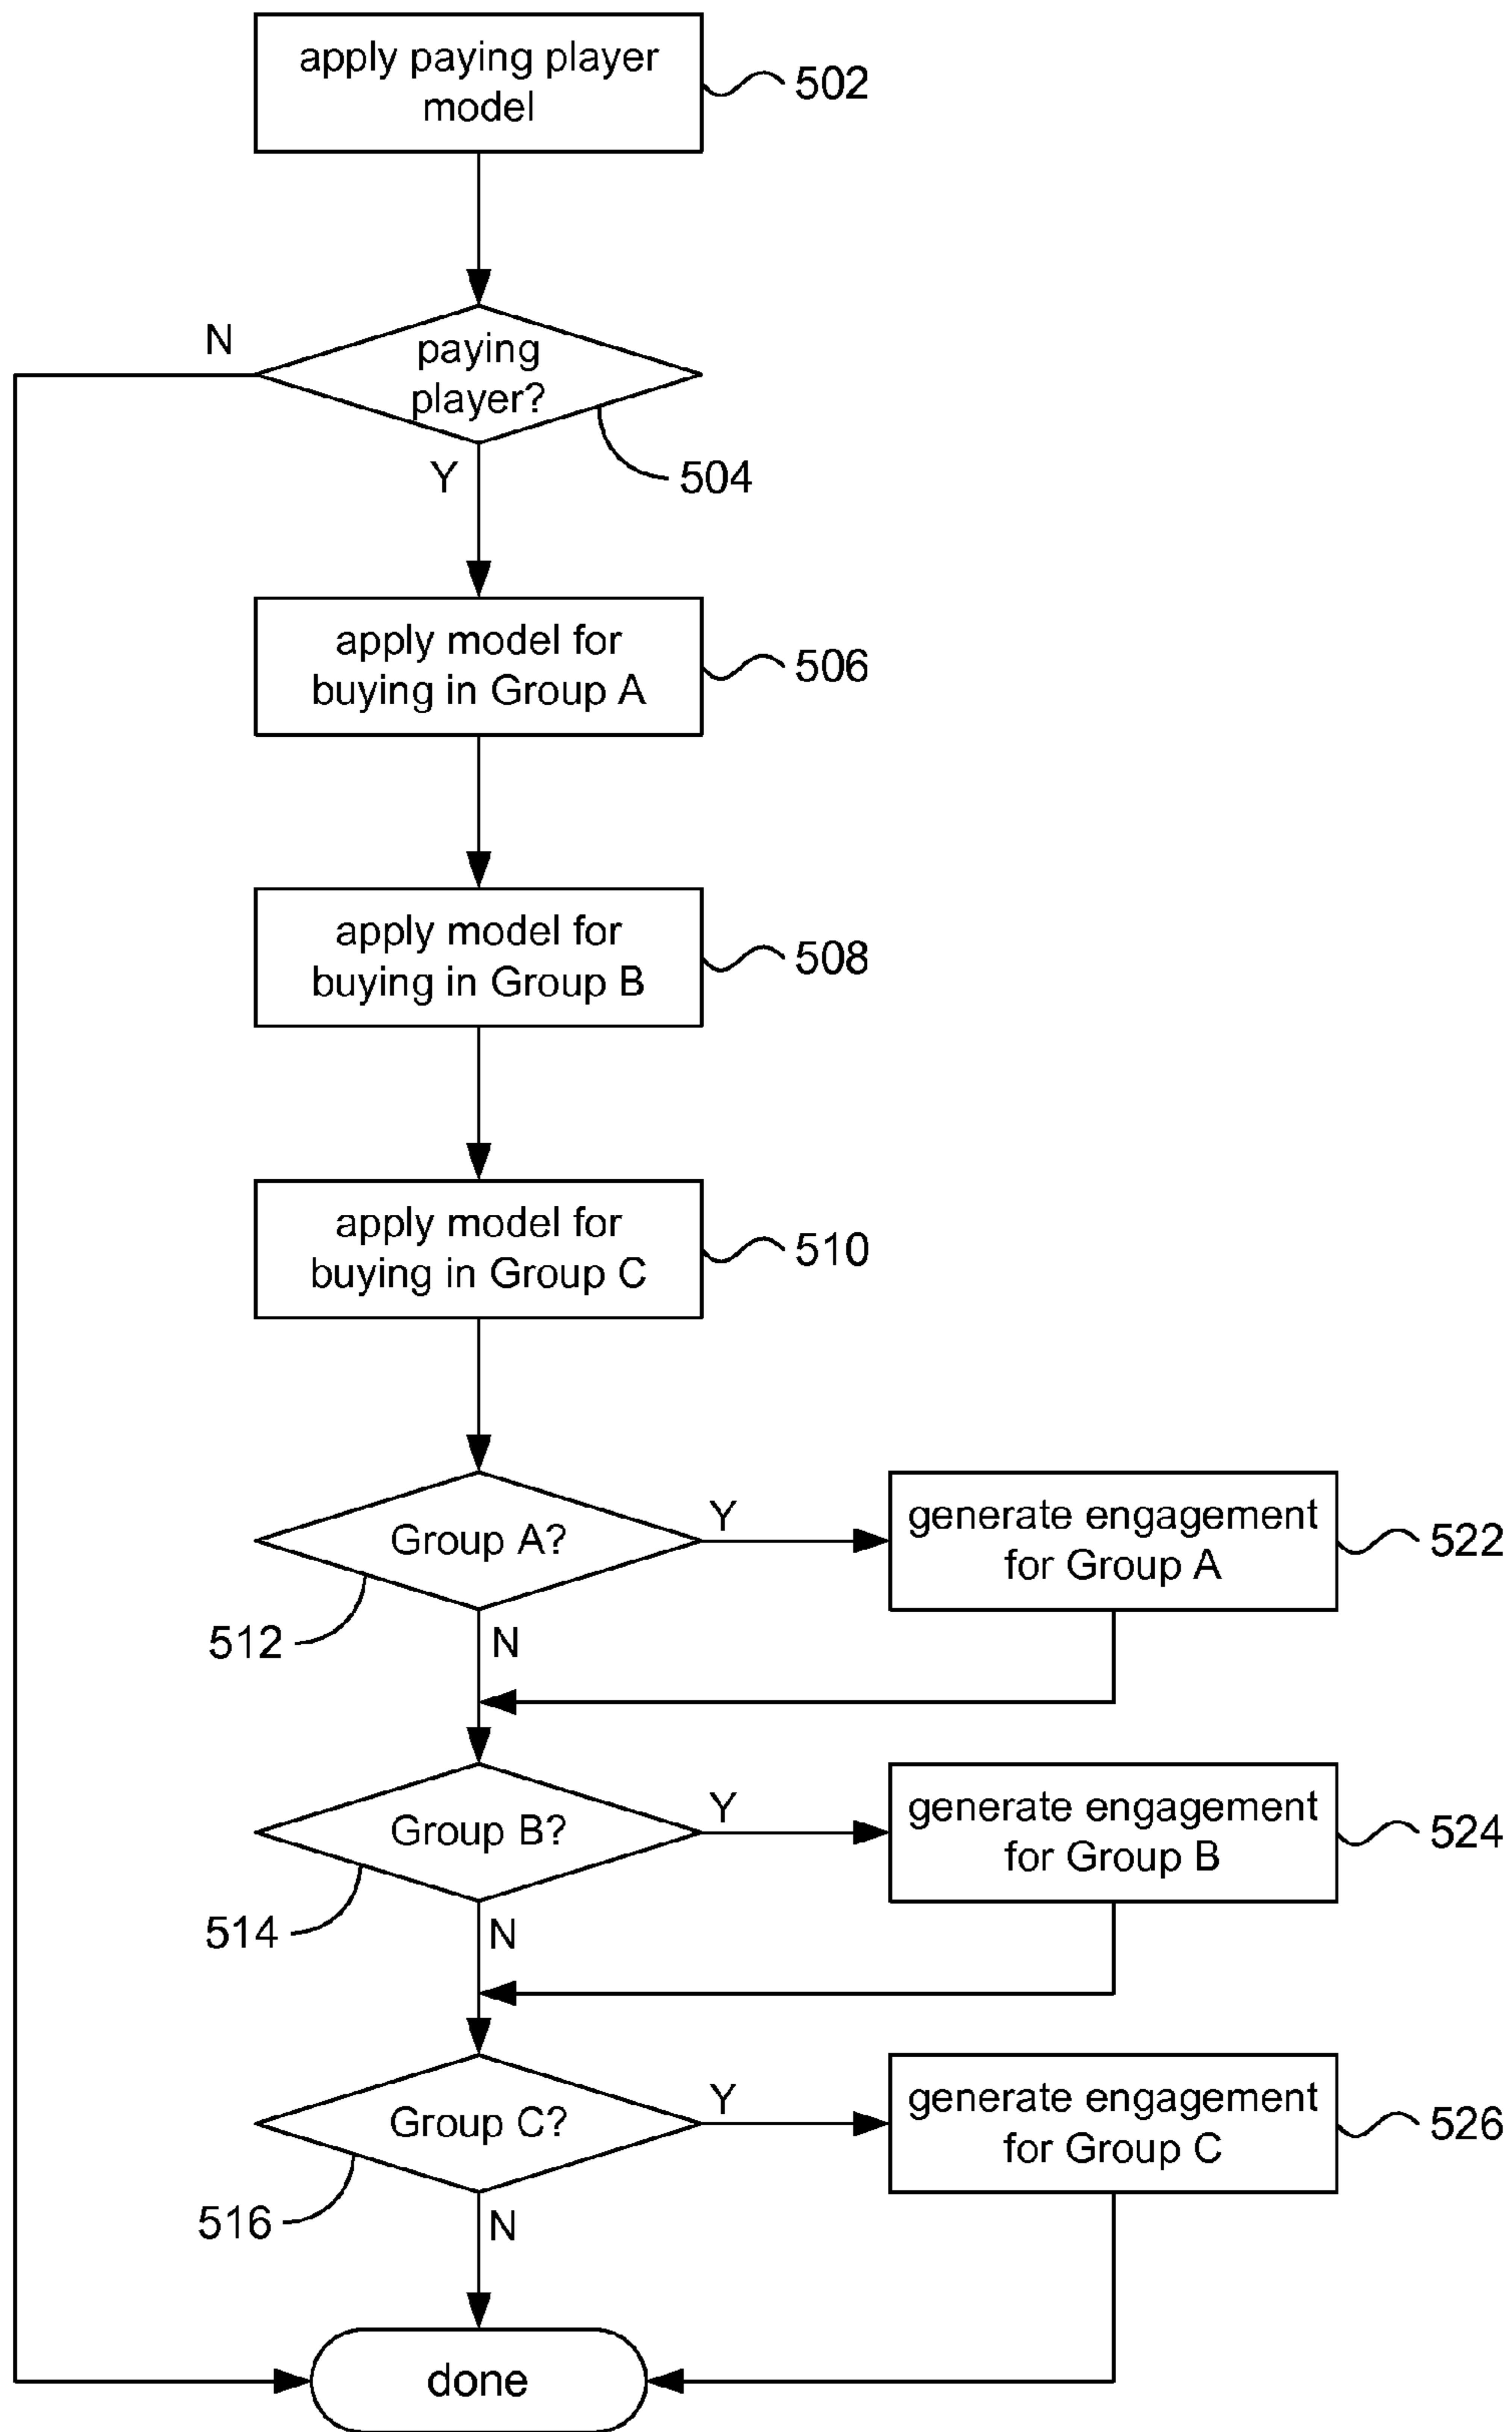 apply paying player
model
502
N
paying
player?
Y
504
apply model for
buying in Group A
506
apply model for
buying in Group B
508
apply model for
buying in Group C
510
Group A?
Y
generate engagement
for Group A
522
512
N
Group B?
Y
generate engagement
for Group B
524
514
N
Group C?
Y
generate engagement
for Group C
526
516
N
done